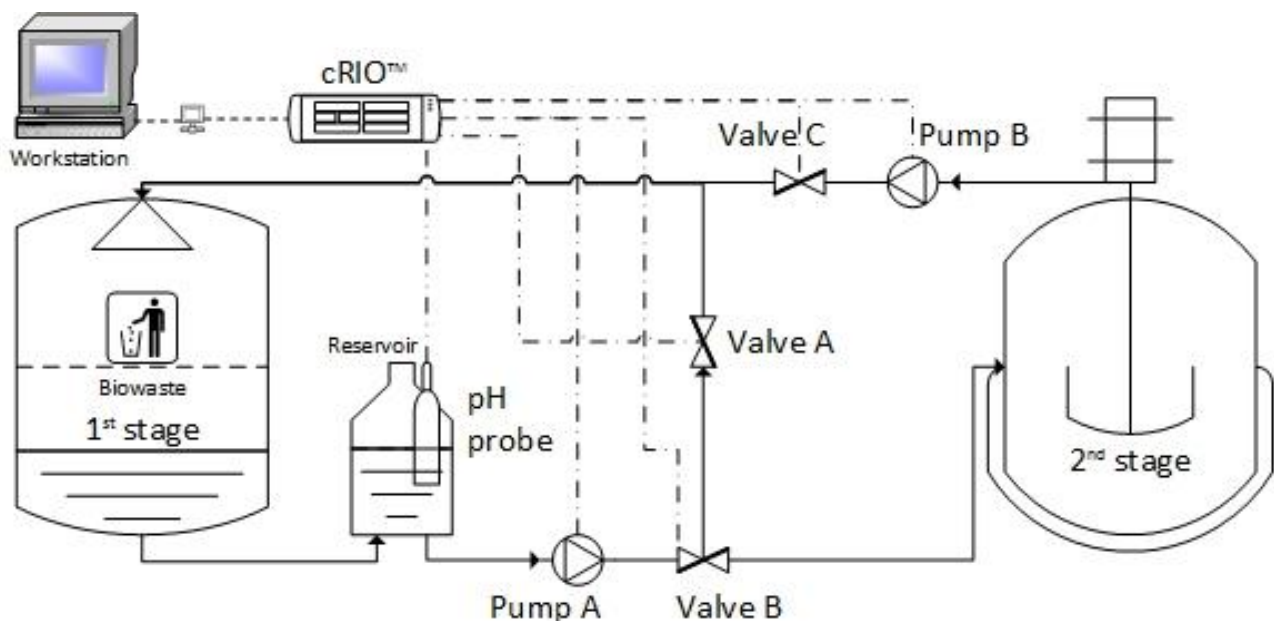 cRIO™
Workstation
Valve C
Pump B
Reservoir
Valve A
Biowaste
1st stage
pH
probe
2nd stage
Pump A
Valve B